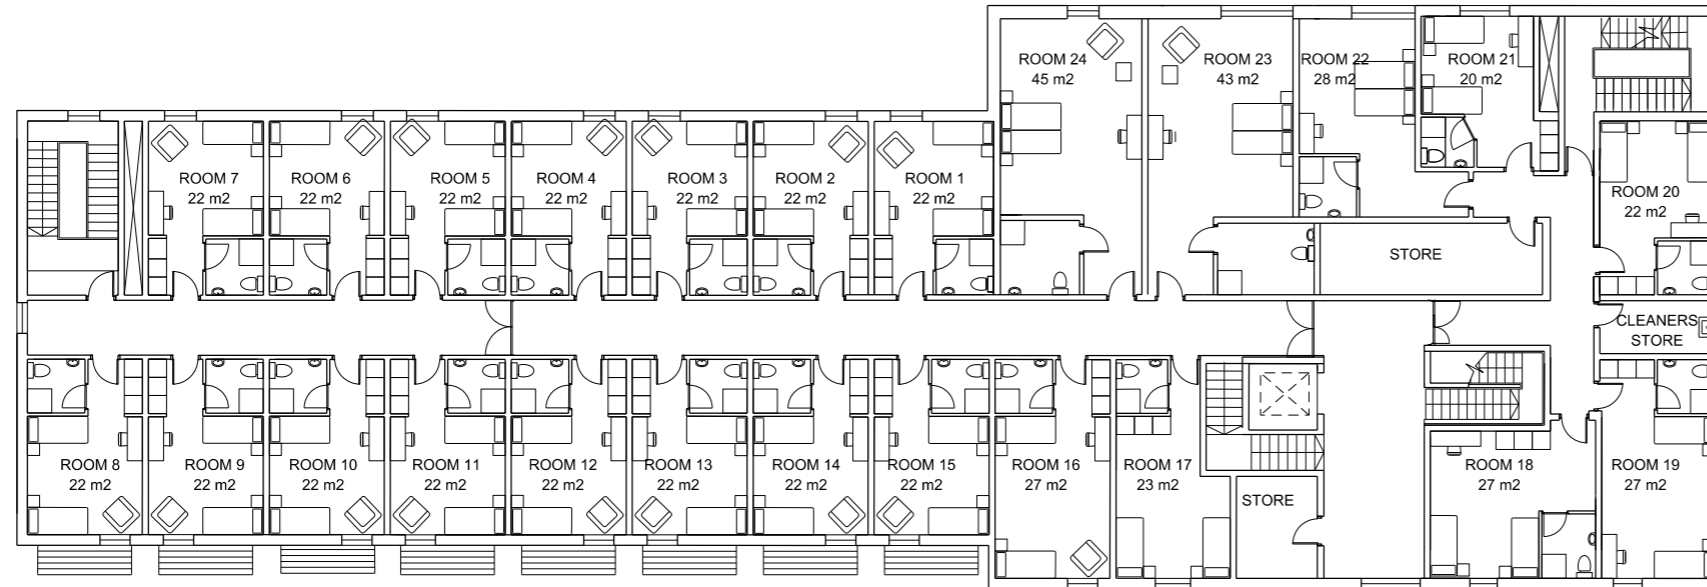 ROOM 24
45 m2
ROOM 23
43 m2
ROOM 22
28 m2
ROOM 21
20 m2
ROOM 7
22 m2
ROOM 6
22 m2
ROOM 5
22 m2
ROOM 4
22 m2
ROOM 3
22 m2
ROOM 2
22 m2
ROOM 1
22 m2
ROOM 20
22 m2
STORE
CLEANERS
STORE
ROOM 8
22 m2
ROOM 9
22 m2
ROOM 10
22 m2
ROOM 11
22 m2
ROOM 12
22 m2
ROOM 13
22 m2
ROOM 14
22 m2
ROOM 15
22 m2
ROOM 16
27 m2
ROOM 17
23 m2
STORE
ROOM 18
27 m2
ROOM 19
27 m2